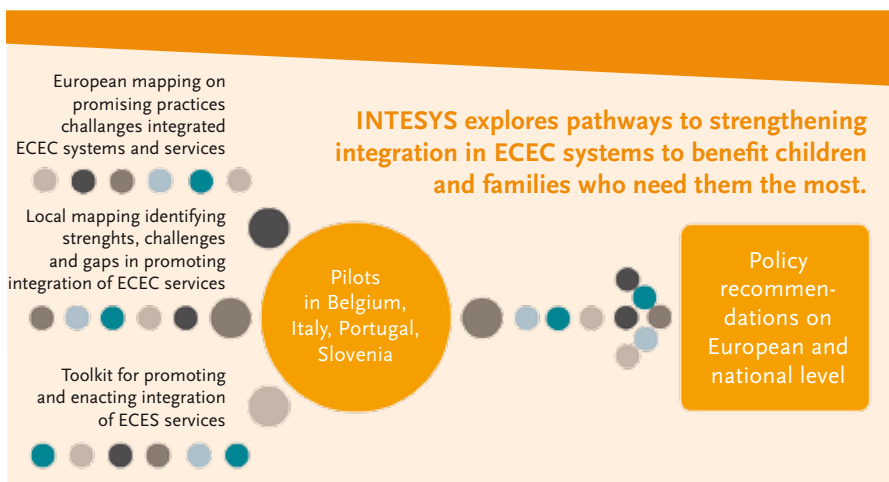 European mapping on
promising practices
challanges integrated
ECEC systems and services
INTESYS explores pathways to strengthening
integration in ECEC systems to benefit children
and families who need them the most.
Local mapping identifying
strenghts, challenges
and gaps in promoting
integration of ECEC services
Toolkit for promoting
and enacting integration
of ECES services
Pilots
in Belgium,
Italy, Portugal,
Slovenia
Policy
recommen-
dations on
European and
national level